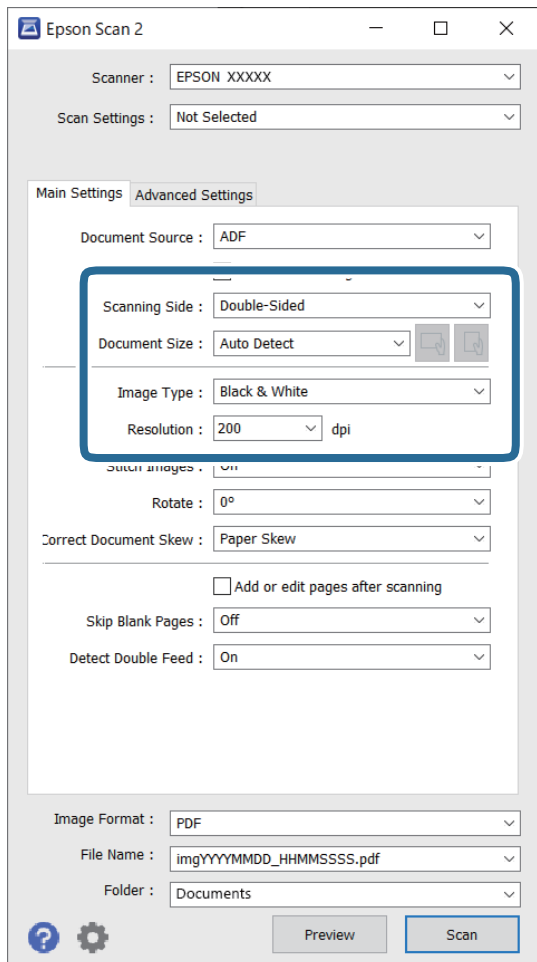 Epson Scan 2
Scanner : EPSON XXXXX
Scan Settings : Not Selected
Main Settings Advanced Settings
Document Source : ADF
Scanning Side : Double-Sided
Document Size : Auto Detect
Image Type : Black & White
Resolution : 200 dpi
Stitch Images : Off
Rotate : 0°
Correct Document Skew : Paper Skew
Add or edit pages after scanning
Skip Blank Pages : Off
Detect Double Feed : On
Image Format : PDF
File Name : imgYYYYMMDD_HHMMSSSS.pdf
Folder : Documents
? Preview Scan